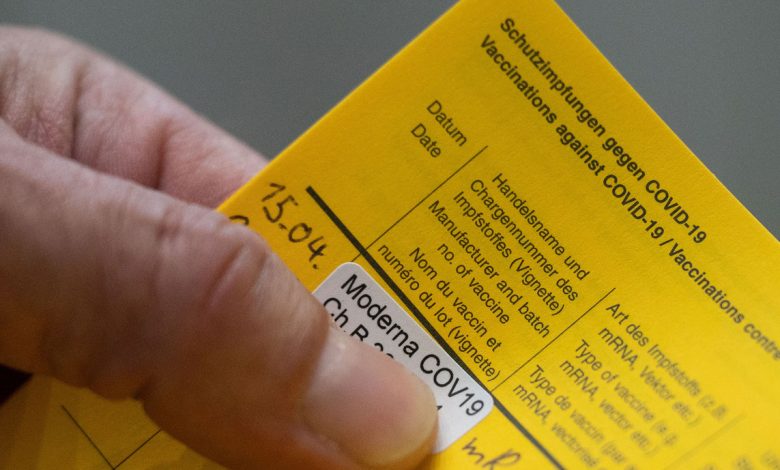 Schutzimpfungen gegen COVID-19
Vaccinations against COVID-19 / Vaccinations contre
Datum
Date
Handelsname und
Chargennummer des
Impfstoffes (Vignette)
Manufacturer and batch
no. of vaccine
Nom du vaccin et
numéro du lot (vignette)
Art des Impfstoffs (z.B.
mRNA, Vektor etc.)
Type of vaccine (e.g.
mRNA, vector etc.)
Type de vaccin (par
mRNA, vectorisé
15.04.
Moderna COV19
Ch.B.